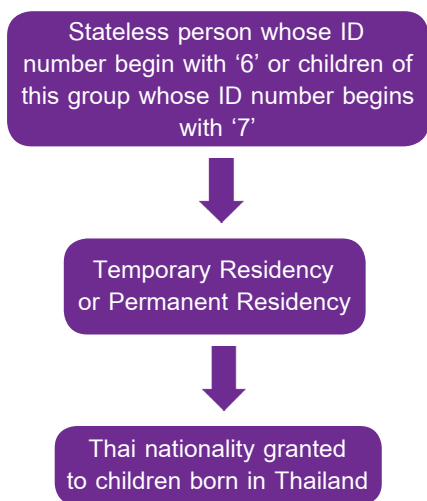 Stateless person whose ID
number begin with ‘6’ or children of
this group whose ID number begins
with ‘7’
Temporary Residency
or Permanent Residency
Thai nationality granted
to children born in Thailand